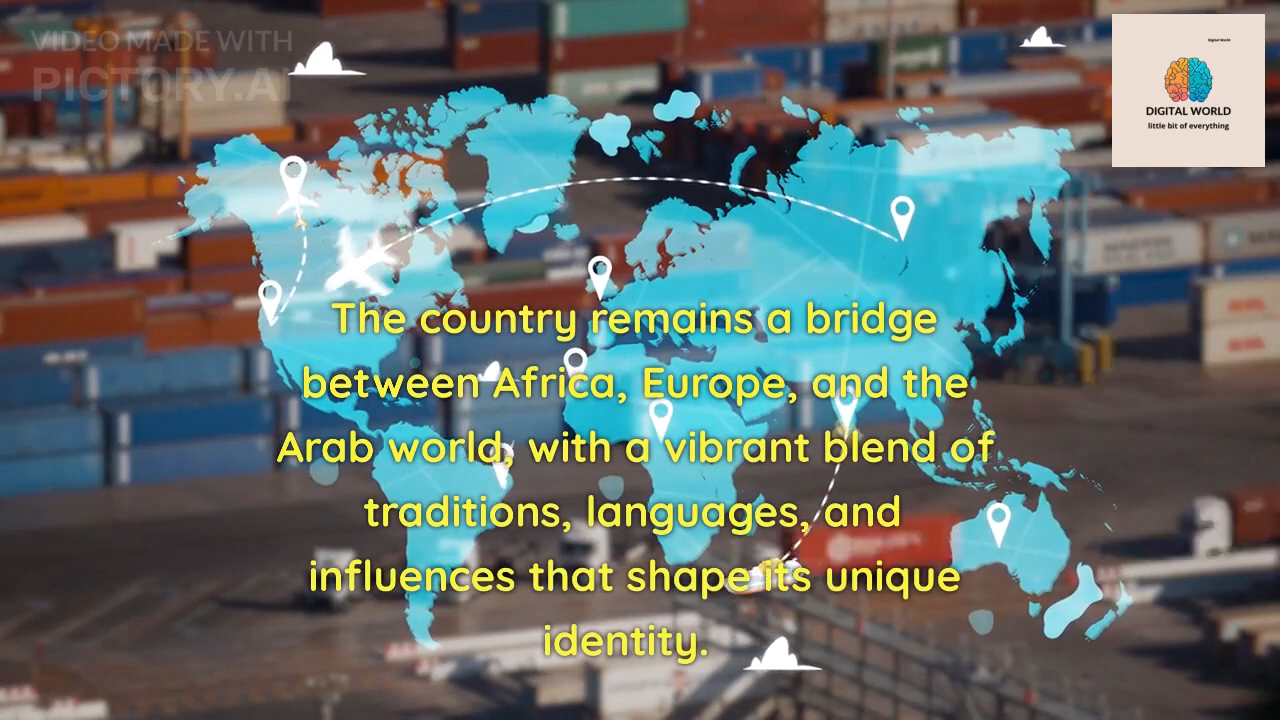 VIDEO MADE WITH
PICTORY.AI
Digital World
DIGITAL WORLD
little bit of everything
The country remains a bridge
between Africa, Europe, and the
Arab world, with a vibrant blend of
traditions, languages, and
influences that shape its unique
identity.